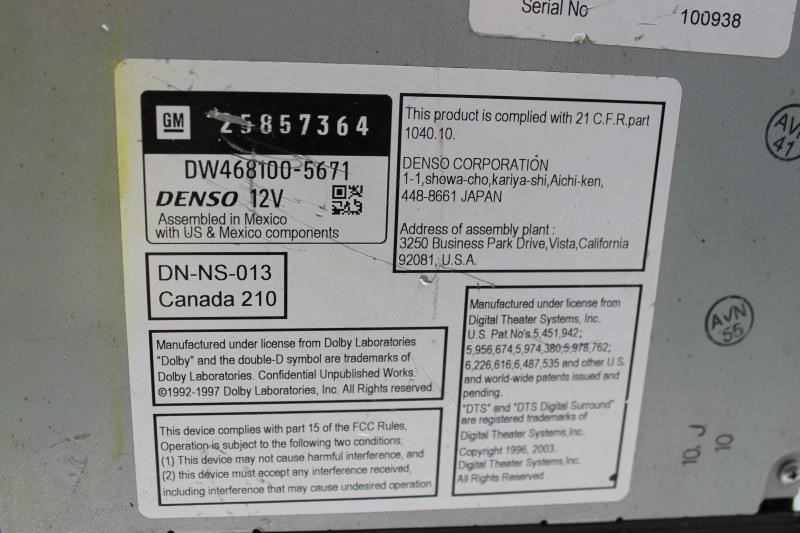 Serial No 100938
GM 25857364
DW468100-5671
DENSO 12V
Assembled in Mexico
with US & Mexico components
This product is complied with 21 C.F.R.part
1040.10.
DENSO CORPORATION
1-1,showa-cho,kariya-shi,Aichi-ken,
448-8661 JAPAN
Address of assembly plant :
3250 Business Park Drive,Vista,California
92081, U.S.A.
DN-NS-013
Canada 210
Manufactured under license from Dolby Laboratories
"Dolby" and the double-D symbol are trademarks of
Dolby Laboratories. Confidential Unpublished Works.
©1992-1997 Dolby Laboratories, Inc. All Rights reserved
This device complies with part 15 of the FCC Rules.
Operation is subject to the following two conditions;
(1) This device may not cause harmful interference, and
(2) this device must accept any interference received,
including interference that may cause undesired operation
Manufactured under license from
Digital Theater Systems, Inc.
U.S. Pat.No's.5,451,942;
5,956,674,5,974,380,5,978,762;
6,226,616,6,487,535 and other U.S.
and world-wide patents issued and
pending.
"DTS" and "DTS Digital Surround"
are registered trademarks of
Digital Theater Systems,Inc.
Copyright 1996, 2003.
Digital Theater Systems,Inc.
All Rights Reserved.
AVN
41
AVN
55
10. J
10